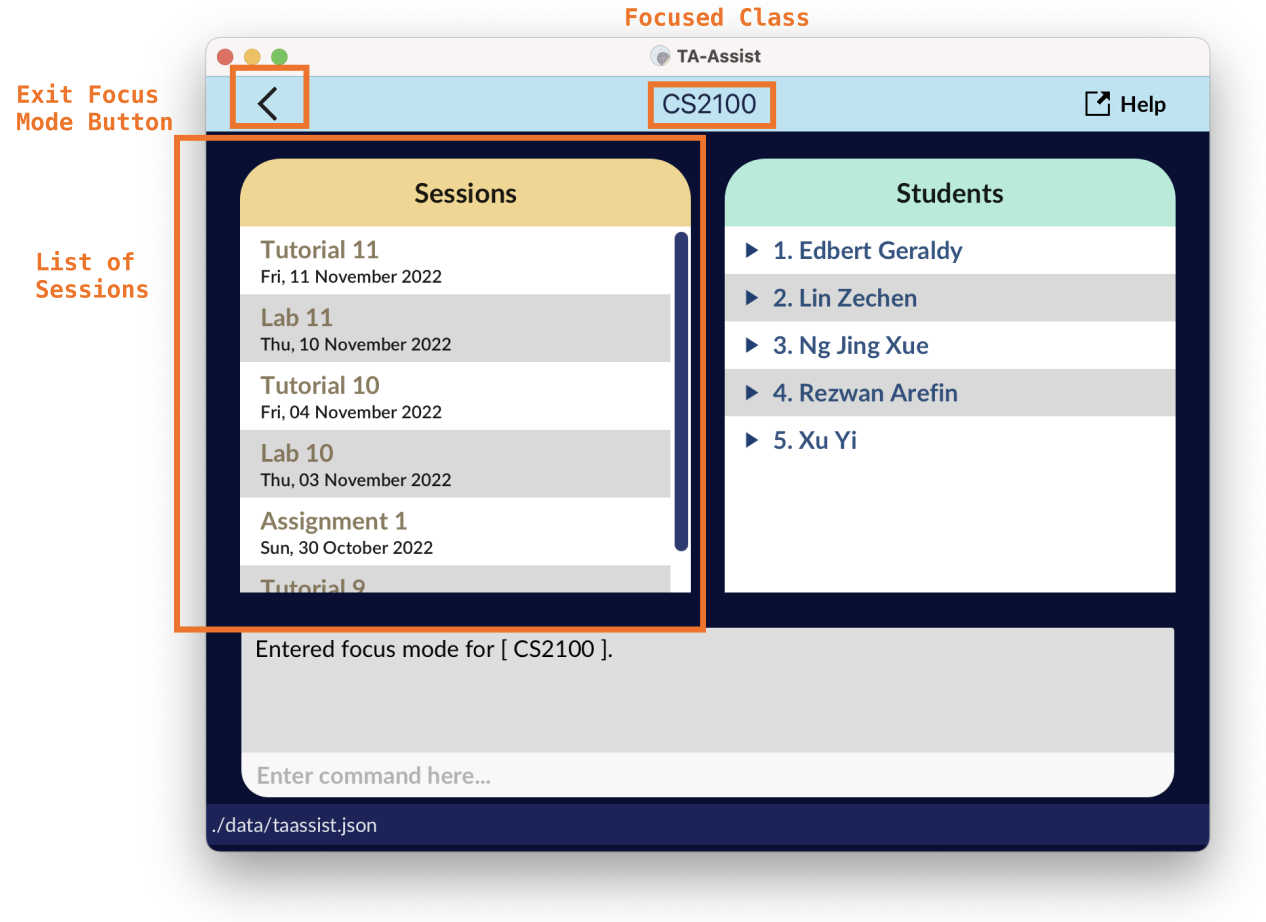 Focused Class
TA-Assist
Exit Focus
Mode Button
CS2100
Help
List of
Sessions
Sessions
Tutorial 11
Fri, 11 November 2022
Lab 11
Thu, 10 November 2022
Tutorial 10
Fri, 04 November 2022
Lab 10
Thu, 03 November 2022
Assignment 1
Sun, 30 October 2022
Tutorial 9
Students
1. Edbert Geraldy
2. Lin Zechen
3. Ng Jing Xue
4. Rezwan Arefin
5. Xu Yi
Entered focus mode for [ CS2100 ].
Enter command here...
./data/taassist.json